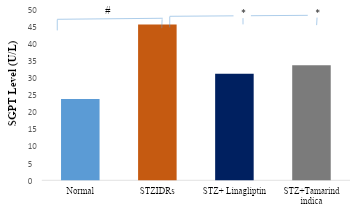 50
45
40
35
30
25
20
15
10
5
0
SGPT Level (U/L)
#
*
*
Normal
STZIDRs
STZ+ Linagliptin
STZ+Tamarind
indica